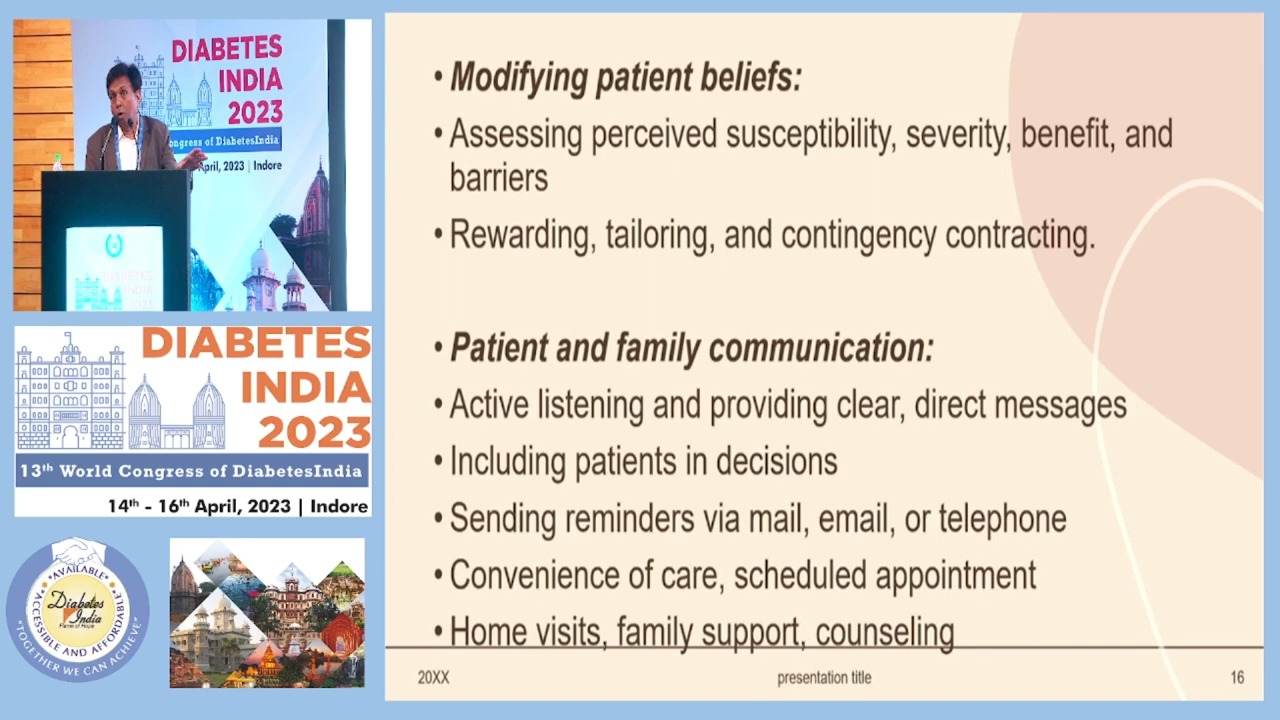 DIABETES
INDIA
2023
ongress of DiabetesIndia
April, 2023 | Indore
DIABETES
INDIA
2023
13th World Congress of DiabetesIndia
14th - 16th April, 2023 | Indore
"AVAILABLE"
"ACCESSIBLE AND AFFORDABLE"
Diabetes
India
"TOGETHER WE CAN ACHIEVE"
• Modifying patient beliefs:
• Assessing perceived susceptibility, severity, benefit, and
barriers
• Rewarding, tailoring, and contingency contracting.
• Patient and family communication:
• Active listening and providing clear, direct messages
• Including patients in decisions
• Sending reminders via mail, email, or telephone
• Convenience of care, scheduled appointment
• Home visits, family support, counseling
20XX
presentation title
16